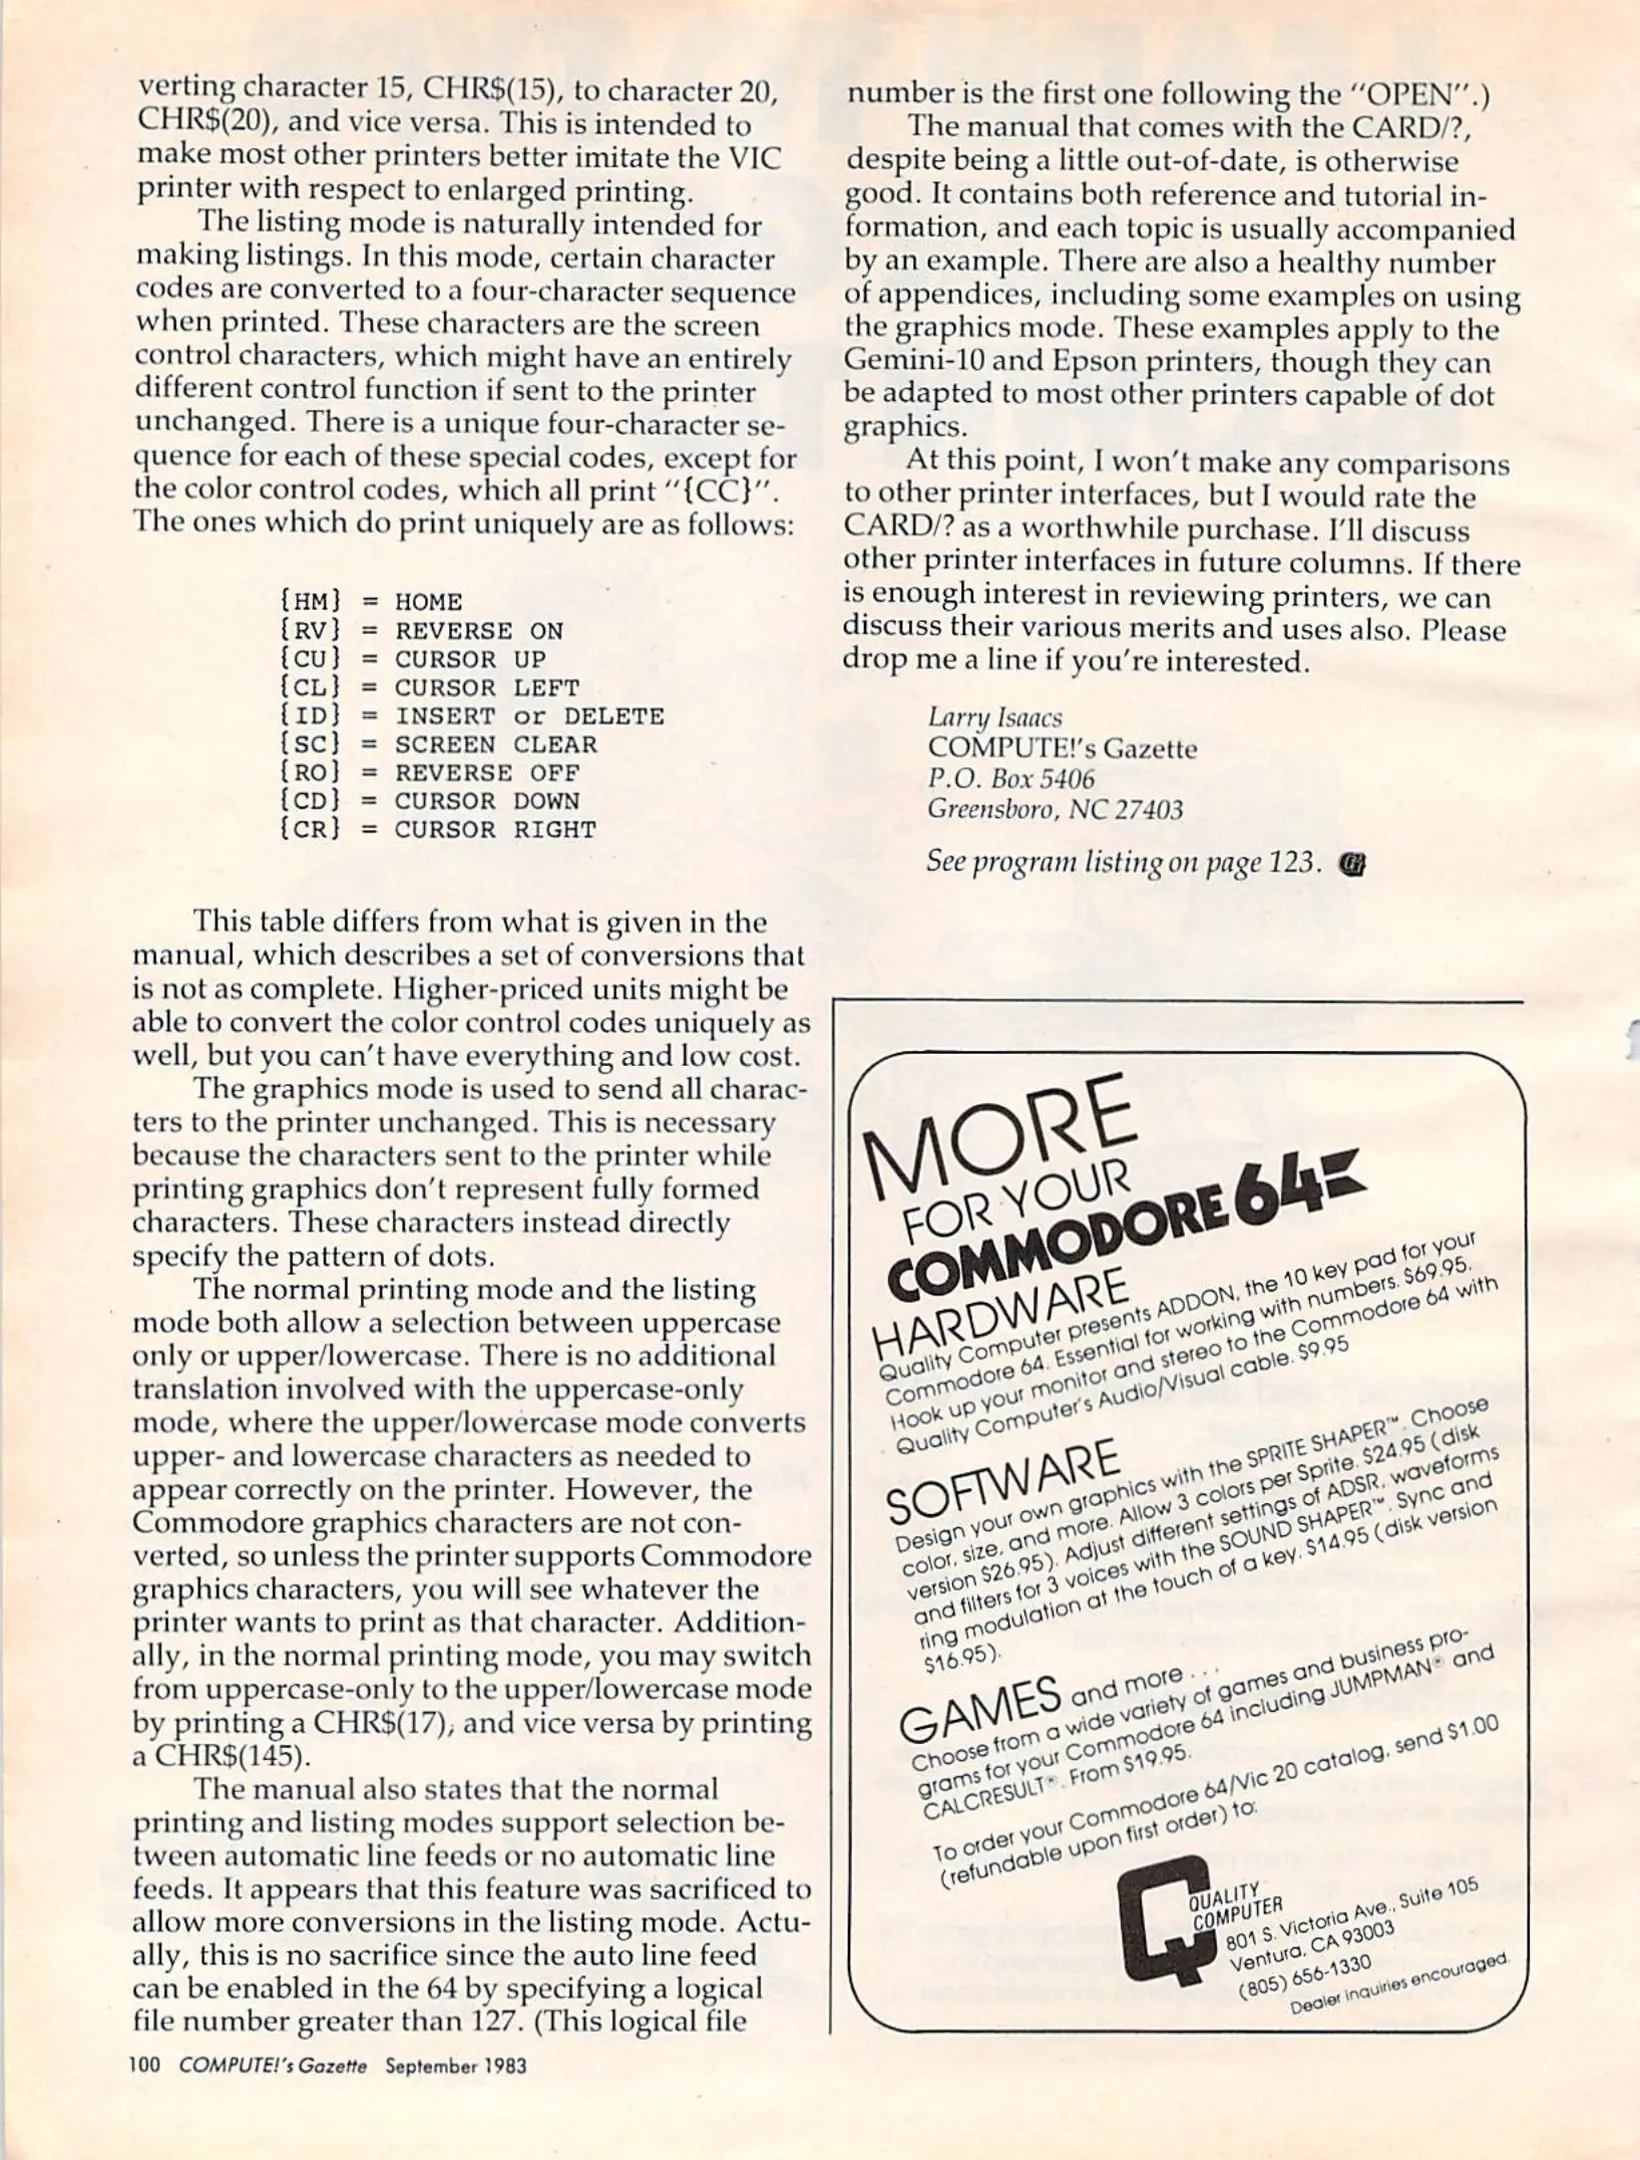 verting character 15, CHR$(15), to character 20,
CHR$(20), and vice versa. This is intended to
make most other printers better imitate the VIC
printer with respect to enlarged printing.
The listing mode is naturally intended for
making listings. In this mode, certain character
codes are converted to a four-character sequence
when printed. These characters are the screen
control characters, which might have an entirely
different control function if sent to the printer
unchanged. There is a unique four-character se-
quence for each of these special codes, except for
the color control codes, which all print "{CC}".
The ones which do print uniquely are as follows:
{HM} = HOME
{RV} = REVERSE ON
{CU} = CURSOR UP
{CL} = CURSOR LEFT
{ID} = INSERT or DELETE
{SC} = SCREEN CLEAR
{RO} = REVERSE OFF
{CD} = CURSOR DOWN
{CR} = CURSOR RIGHT
This table differs from what is given in the
manual, which describes a set of conversions that
is not as complete. Higher-priced units might be
able to convert the color control codes uniquely as
well, but you can't have everything and low cost.
The graphics mode is used to send all charac-
ters to the printer unchanged. This is necessary
because the characters sent to the printer while
printing graphics don't represent fully formed
characters. These characters instead directly
specify the pattern of dots.
The normal printing mode and the listing
mode both allow a selection between uppercase
only or upper/lowercase. There is no additional
translation involved with the uppercase-only
mode, where the upper/lowercase mode converts
upper- and lowercase characters as needed to
appear correctly on the printer. However, the
Commodore graphics characters are not con-
verted, so unless the printer supports Commodore
graphics characters, you will see whatever the
printer wants to print as that character. Addition-
ally, in the normal printing mode, you may switch
from uppercase-only to the upper/lowercase mode
by printing a CHR$(17), and vice versa by printing
a CHR$(145).
The manual also states that the normal
printing and listing modes support selection be-
tween automatic line feeds or no automatic line
feeds. It appears that this feature was sacrificed to
allow more conversions in the listing mode. Actu-
ally, this is no sacrifice since the auto line feed
can be enabled in the 64 by specifying a logical
file number greater than 127. (This logical file
number is the first one following the "OPEN".)
The manual that comes with the CARD/?,
despite being a little out-of-date, is otherwise
good. It contains both reference and tutorial in-
formation, and each topic is usually accompanied
by an example. There are also a healthy number
of appendices, including some examples on using
the graphics mode. These examples apply to the
Gemini-10 and Epson printers, though they can
be adapted to most other printers capable of dot
graphics.
At this point, I won't make any comparisons
to other printer interfaces, but I would rate the
CARD/? as a worthwhile purchase. I'll discuss
other printer interfaces in future columns. If there
is enough interest in reviewing printers, we can
discuss their various merits and uses also. Please
drop me a line if you're interested.
Larry Isaacs
COMPUTE!'s Gazette
P.O. Box 5406
Greensboro, NC 27403
See program listing on page 123. G
MORE
FOR YOUR
COMMODORE 64
HARDWARE
Quality Computer presents ADDON, the 10 key pad for your
Commodore 64. Essential for working with numbers. $69.95.
Hook up your monitor and stereo to the Commodore 64 with
Quality Computer's Audio/Visual cable. $9.95
SOFTWARE
Design your own graphics with the SPRITE SHAPER™. Choose
color, size, and more. Allow 3 colors per Sprite. $24.95 (disk
version $26.95). Adjust different settings of ADSR, waveforms
and filters for 3 voices with the SOUND SHAPER™. Sync and
ring modulation at the touch of a key. $14.95 (disk version
$16.95).
GAMES and more . . .
Choose from a wide variety of games and business pro-
grams for your Commodore 64 including JUMPMAN® and
CALCRESULT®. From $19.95.
To order your Commodore 64/Vic 20 catalog, send $1.00
(refundable upon first order) to:
QUALITY
COMPUTER
801 S. Victoria Ave., Suite 105
Ventura, CA 93003
(805) 656-1330
Dealer inquiries encouraged.
100 COMPUTE!'s Gazette September 1983